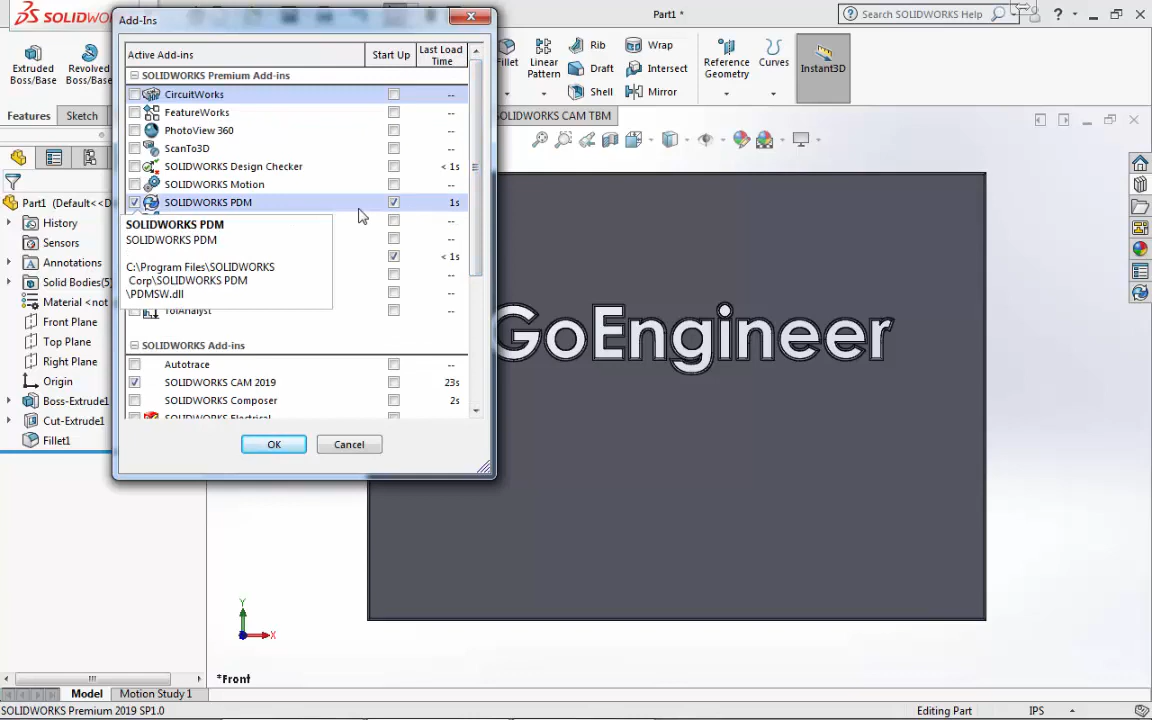 SOLIDWO
Add-Ins
Part1 *
Search SOLIDWORKS Help
?
Extruded Boss/Base
Revolved Boss/Base
Fillet
Linear Pattern
Rib
Draft
Shell
Wrap
Intersect
Mirror
Reference Geometry
Curves
Instant3D
Features
Sketch
SOLIDWORKS CAM TBM
Active Add-ins
Start Up
Last Load Time
SOLIDWORKS Premium Add-ins
CircuitWorks --
FeatureWorks --
PhotoView 360 --
ScanTo3D --
SOLIDWORKS Design Checker < 1s
SOLIDWORKS Motion --
SOLIDWORKS PDM 1s
--
--
< 1s
--
--
TolAnalyst --
SOLIDWORKS PDM
SOLIDWORKS PDM
C:\Program Files\SOLIDWORKS
Corp\SOLIDWORKS PDM
\PDMSW.dll
SOLIDWORKS Add-ins
Autotrace --
SOLIDWORKS CAM 2019 23s
SOLIDWORKS Composer 2s
SOLIDWORKS Electrical
OK
Cancel
Part1 (Default<<D
History
Sensors
Annotations
Solid Bodies(5)
Material <not
Front Plane
Top Plane
Right Plane
Origin
Boss-Extrude1
Cut-Extrude1
Fillet1
GoEngineer
Y
X
*Front
Model
Motion Study 1
SOLIDWORKS Premium 2019 SP1.0
Editing Part
IPS